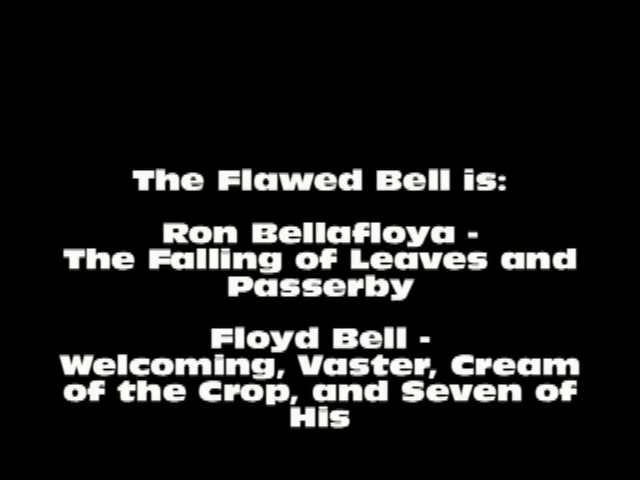 The Flawed Bell is:
Ron Bellafloya -
The Falling of Leaves and
Passerby
Floyd Bell -
Welcoming, Vaster, Cream
of the Crop, and Seven of
His